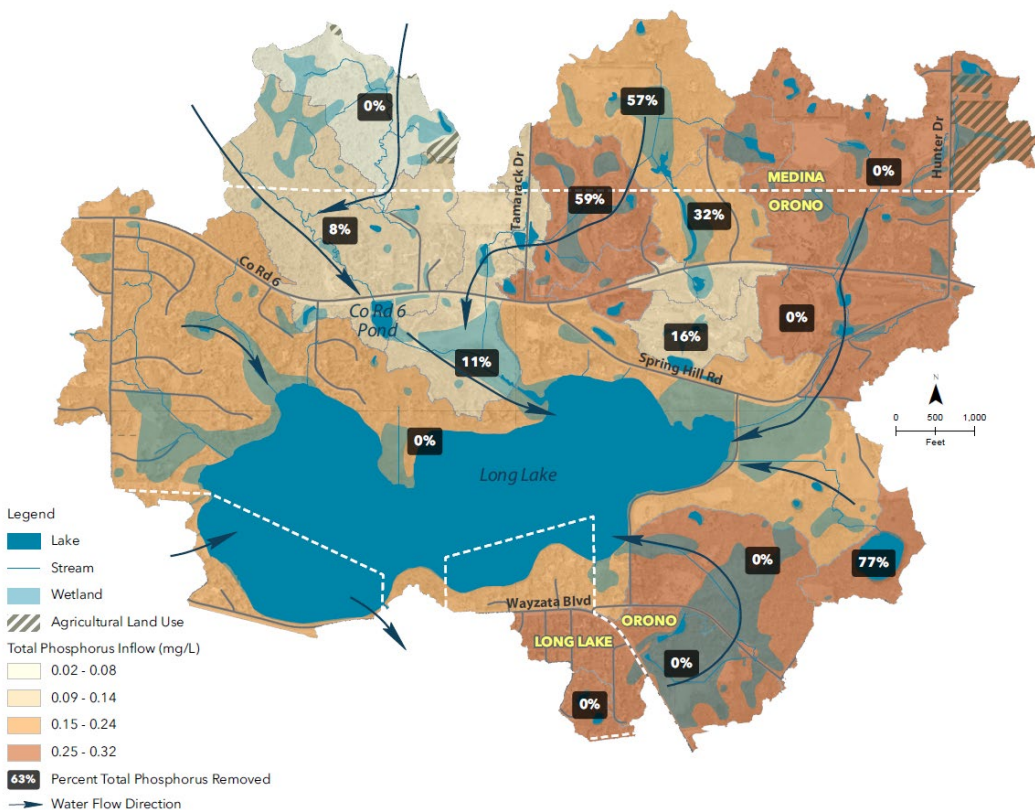 0%
57%
Hunter Dr
MEDINA
0%
ORONO
Tamarack Dr
59%
32%
8%
Co Rd 6
Co Rd 6
Pond
0%
16%
11%
Spring Hill Rd
N
0 500 1,000
Feet
0%
Long Lake
Legend
Lake
Stream
Wetland
Agricultural Land Use
Total Phosphorus Inflow (mg/L)
0.02 - 0.08
0.09 - 0.14
0.15 - 0.24
0.25 - 0.32
63% Percent Total Phosphorus Removed
Water Flow Direction
0%
77%
Wayzata Blvd
ORONO
LONG LAKE
0%
0%